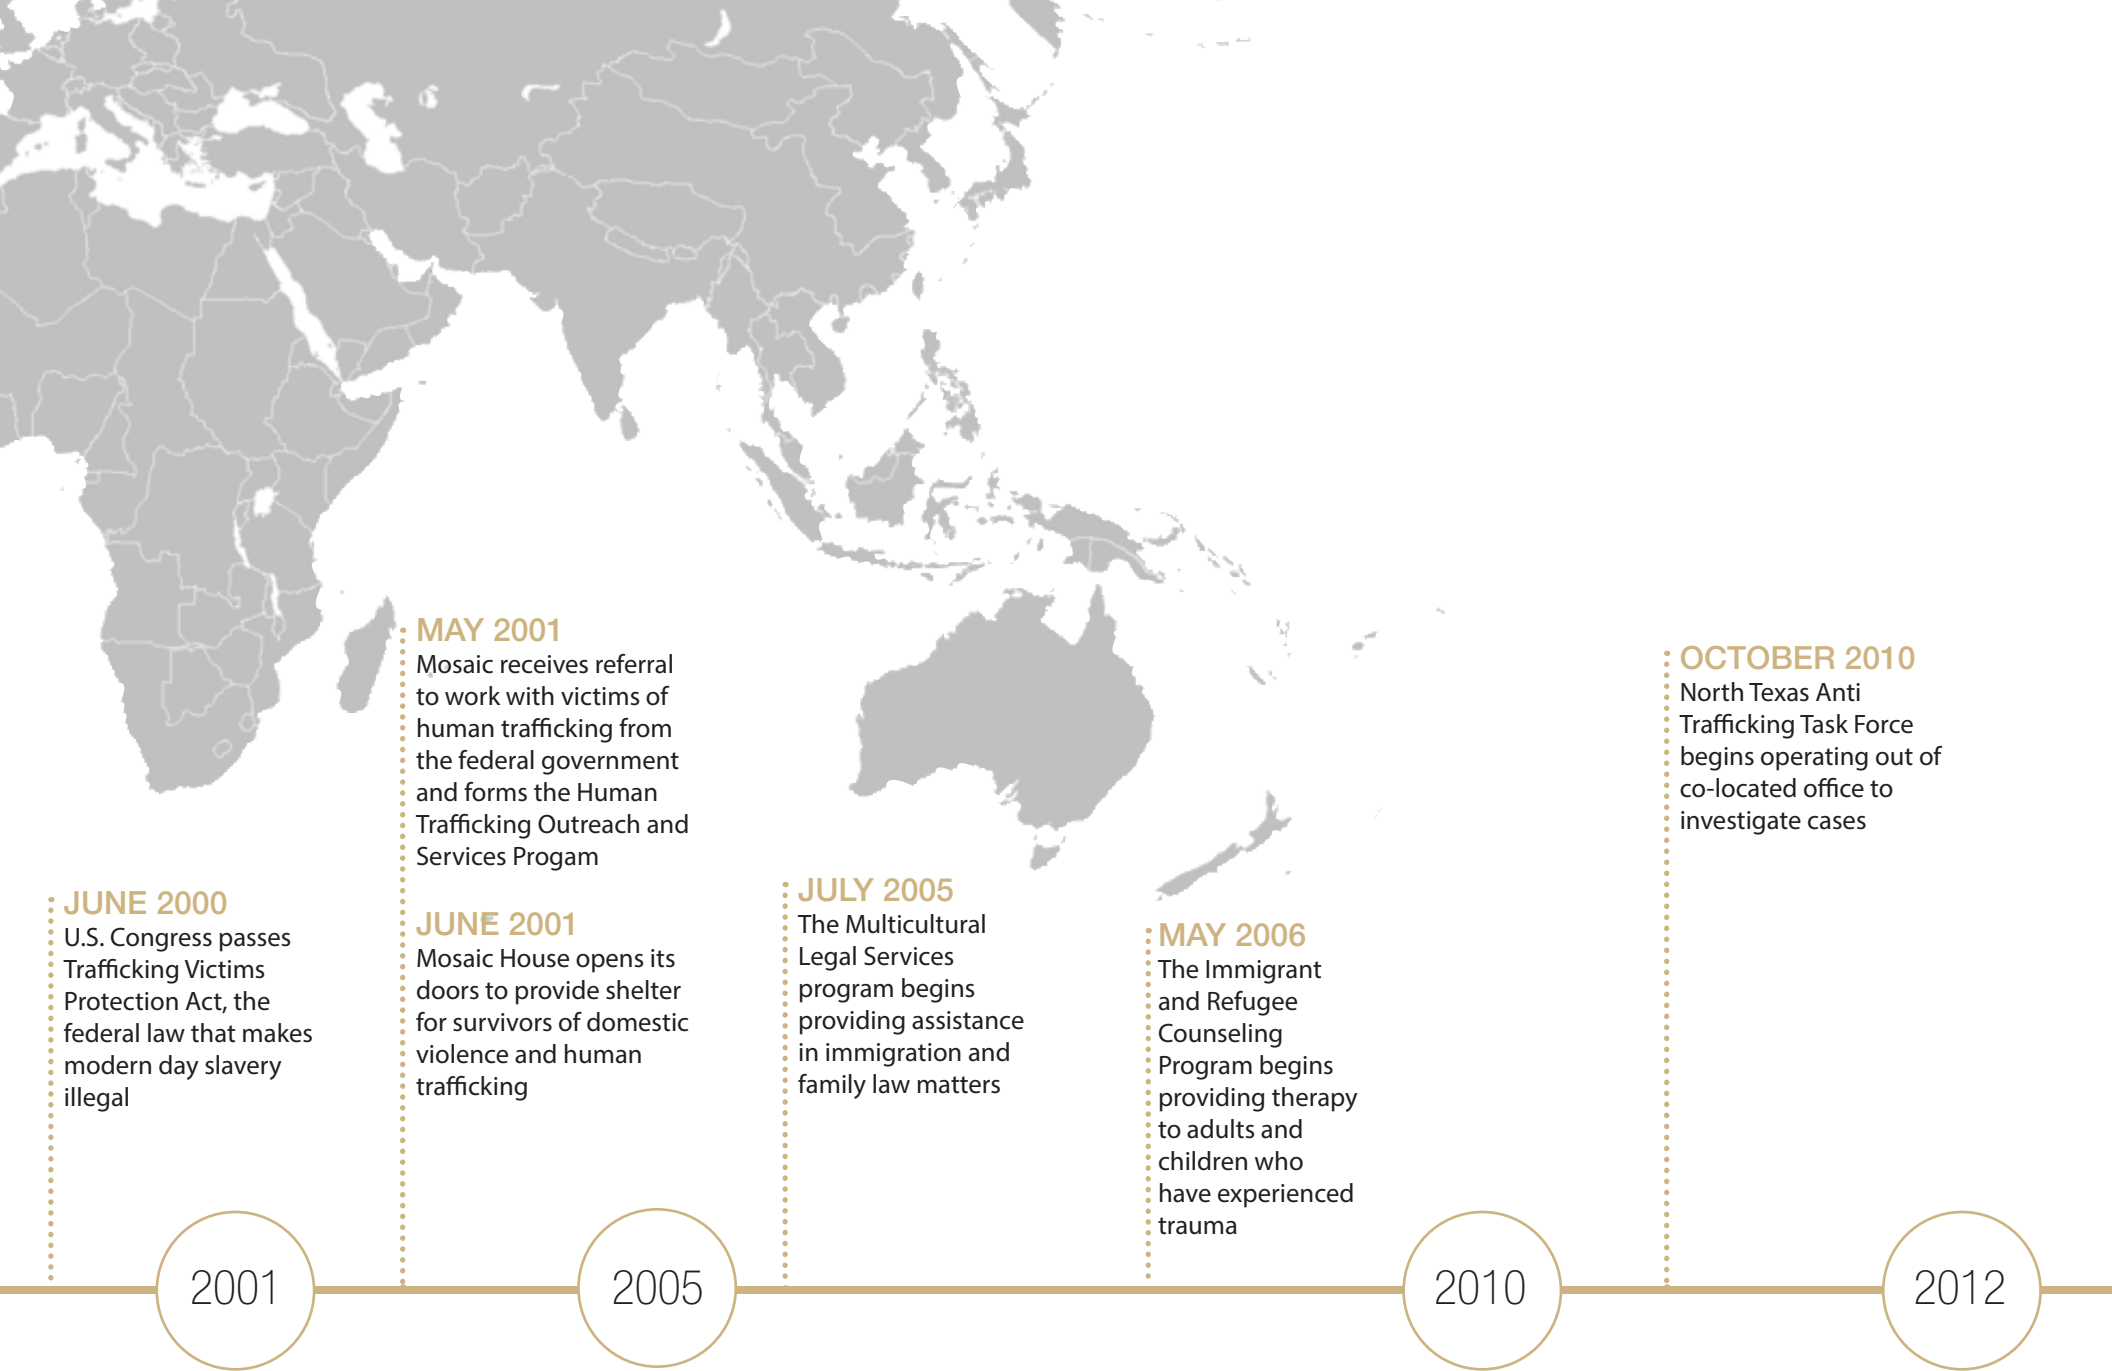 JUNE 2000
U.S. Congress passes
Trafficking Victims
Protection Act, the
federal law that makes
modern day slavery
illegal
MAY 2001
Mosaic receives referral
to work with victims of
human trafficking from
the federal government
and forms the Human
Trafficking Outreach and
Services Progam
JUNE 2001
Mosaic House opens its
doors to provide shelter
for survivors of domestic
violence and human
trafficking
JULY 2005
The Multicultural
Legal Services
program begins
providing assistance
in immigration and
family law matters
MAY 2006
The Immigrant
and Refugee
Counseling
Program begins
providing therapy
to adults and
children who
have experienced
trauma
OCTOBER 2010
North Texas Anti
Trafficking Task Force
begins operating out of
co-located office to
investigate cases
2001
2005
2010
2012